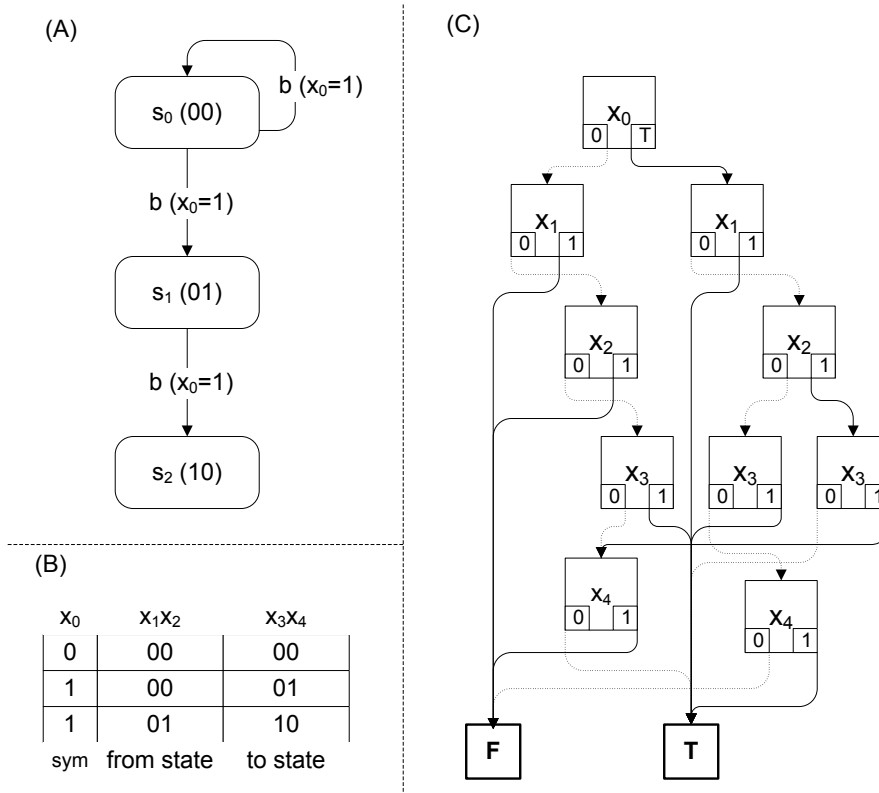 (A)
b (x₀=1)
s₀ (00)
b (x₀=1)
s₁ (01)
b (x₀=1)
s₂ (10)
(B)
x₀ x₁x₂ x₃x₄
0 00 00
1 00 01
1 01 10
sym from state to state
(C)
x₀
0 T
x₁ x₁
0 1 0 1
x₂ x₂
0 1 0 1
x₃ x₃ x₃
0 1 0 1 0 1
x₄
0 1
x₄
0 1
F T